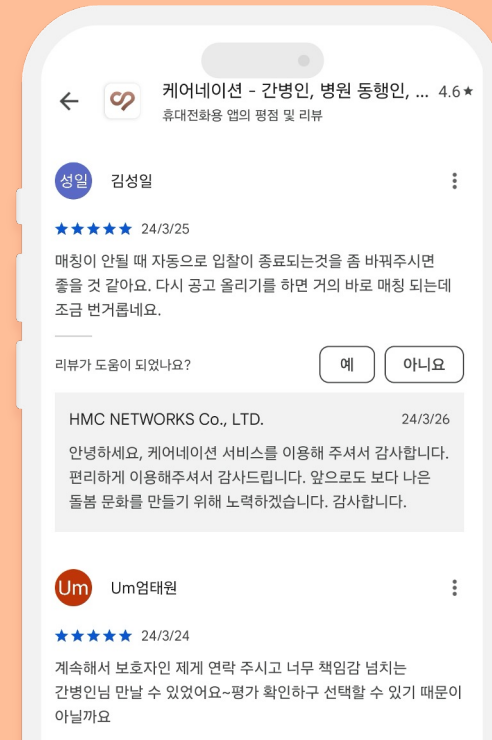 케어네이션 - 간병인, 병원 동행인, ... 4.6★
휴대전화용 앱의 평점 및 리뷰
성일 김성일
★★★★★ 24/3/25
매칭이 안될 때 자동으로 입찰이 종료되는것을 좀 바꿔주시면
좋을 것 같아요. 다시 공고 올리기를 하면 거의 바로 매칭 되는데
조금 번거롭네요.
리뷰가 도움이 되었나요? 예 아니요
HMC NETWORKS Co., LTD. 24/3/26
안녕하세요, 케어네이션 서비스를 이용해 주셔서 감사합니다.
편리하게 이용해주셔서 감사드립니다. 앞으로도 보다 나은
돌봄 문화를 만들기 위해 노력하겠습니다. 감사합니다.
Um Um엄태원
★★★★★ 24/3/24
계속해서 보호자인 제게 연락 주시고 너무 책임감 넘치는
간병인님 만날 수 있었어요~평가 확인하구 선택할 수 있기 때문이
아닐까요